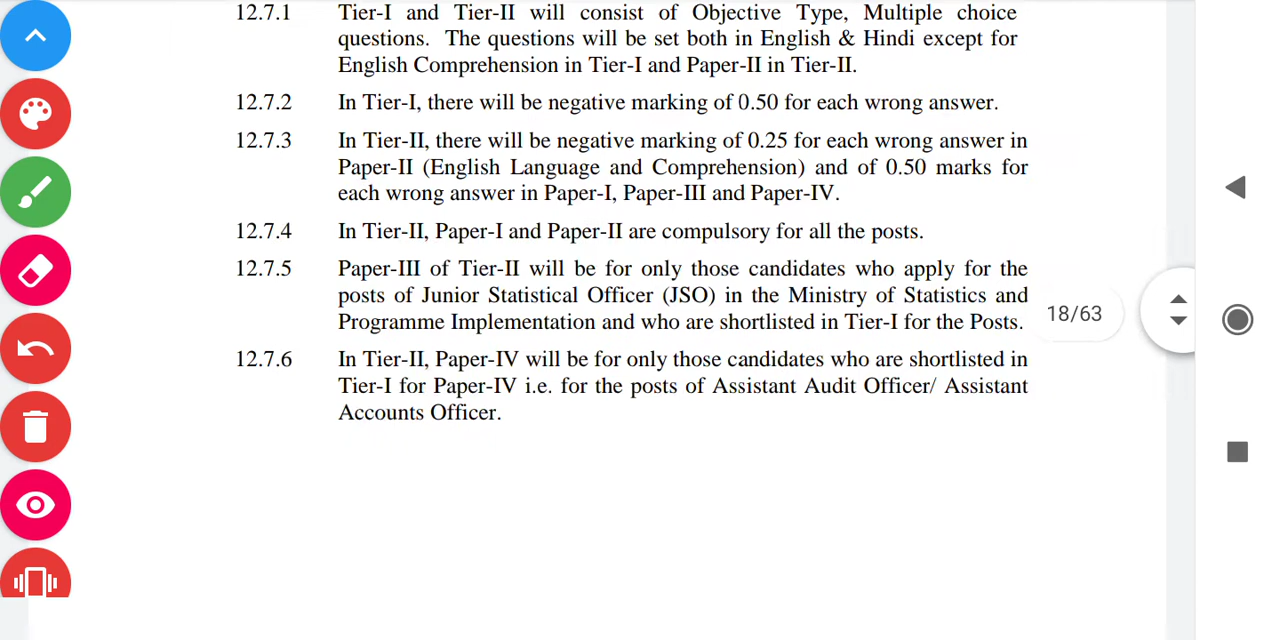 12.7.1 Tier-I and Tier-II will consist of Objective Type, Multiple choice
questions. The questions will be set both in English & Hindi except for
English Comprehension in Tier-I and Paper-II in Tier-II.
12.7.2 In Tier-I, there will be negative marking of 0.50 for each wrong answer.
12.7.3 In Tier-II, there will be negative marking of 0.25 for each wrong answer in
Paper-II (English Language and Comprehension) and of 0.50 marks for
each wrong answer in Paper-I, Paper-III and Paper-IV.
12.7.4 In Tier-II, Paper-I and Paper-II are compulsory for all the posts.
12.7.5 Paper-III of Tier-II will be for only those candidates who apply for the
posts of Junior Statistical Officer (JSO) in the Ministry of Statistics and
Programme Implementation and who are shortlisted in Tier-I for the Posts.
18/63
12.7.6 In Tier-II, Paper-IV will be for only those candidates who are shortlisted in
Tier-I for Paper-IV i.e. for the posts of Assistant Audit Officer/ Assistant
Accounts Officer.